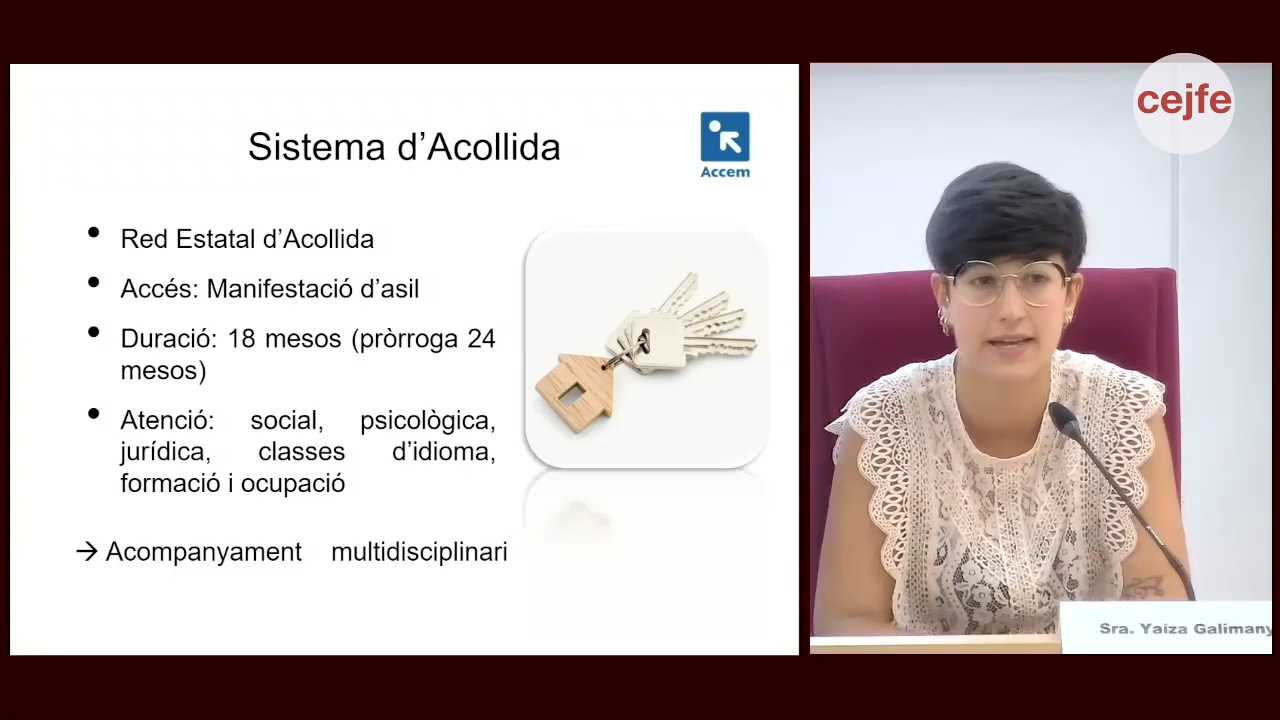 Sistema d'Acollida
Accem
Red Estatal d'Acollida
Accés: Manifestació d'asil
Duració: 18 mesos (pròrroga 24
mesos)
Atenció: social, psicològica,
jurídica, classes d'idioma,
formació i ocupació
→ Acompanyament multidisciplinari
cejfe
Sra. Yaiza Galimany